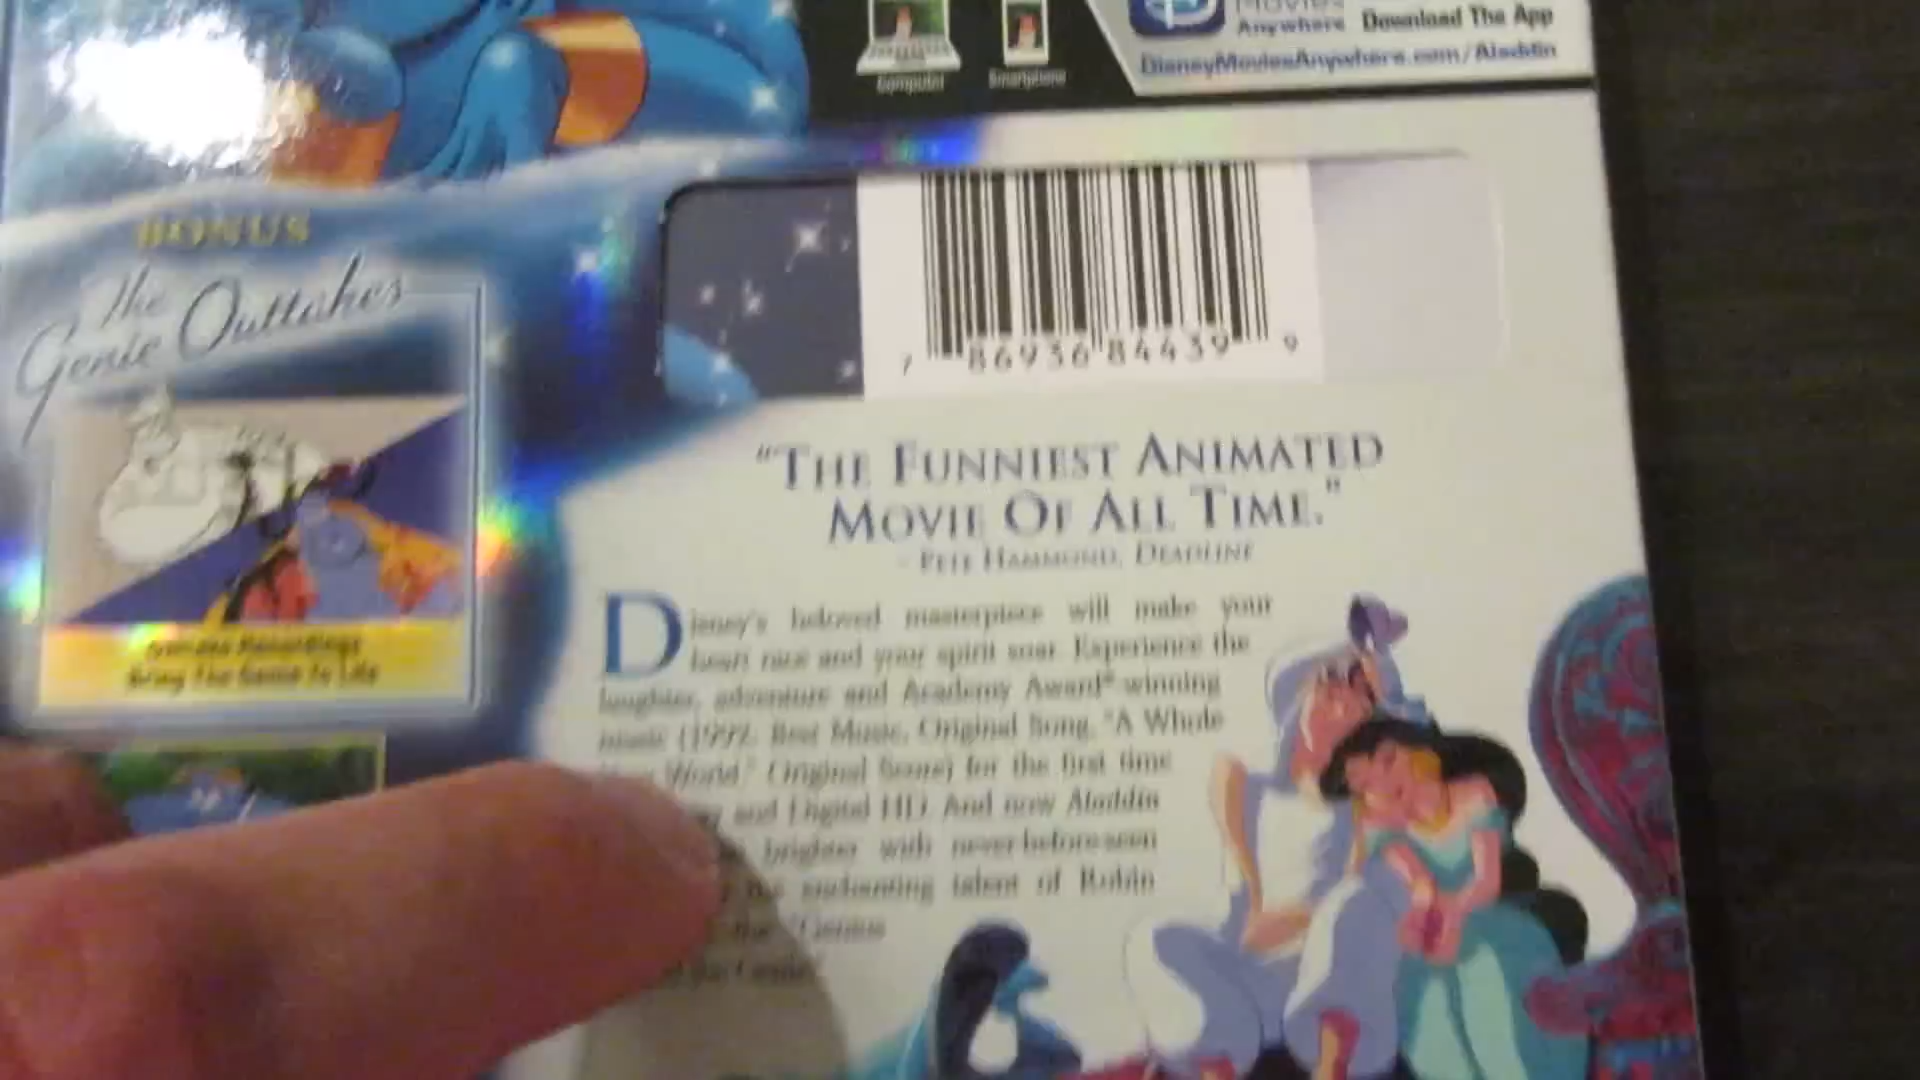 Movies
Anywhere Download The App
DisneyMoviesAnywhere.com/Aladdin
Computer
Smartphone
BONUS
The
Genie Outtakes
7 86936 84439 9
Bring The Genie To Life
"THE FUNNIEST ANIMATED
MOVIE OF ALL TIME."
- PETE HAMMOND, DEADLINE
Disney's beloved masterpiece will make your
heart race and your spirit soar. Experience the
laughter, adventure and Academy Award® winning
music (1992: Best Music, Original Song, "A Whole
World," Original Score) for the first time
and Digital HD. And now Aladdin
brighter with never-before-seen
the enchanting talent of Robin
the "Genius